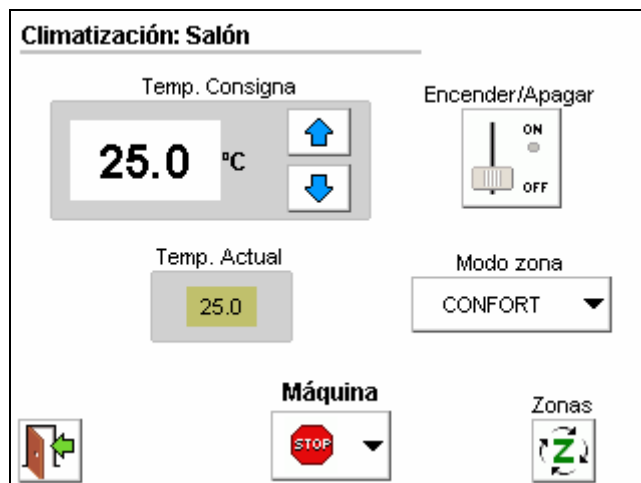 Climatización: Salón
Temp. Consigna
Encender/Apagar
25.0 ºC
ON
OFF
Temp. Actual
Modo zona
25.0
CONFORT
Máquina
Zonas
STOP
Z